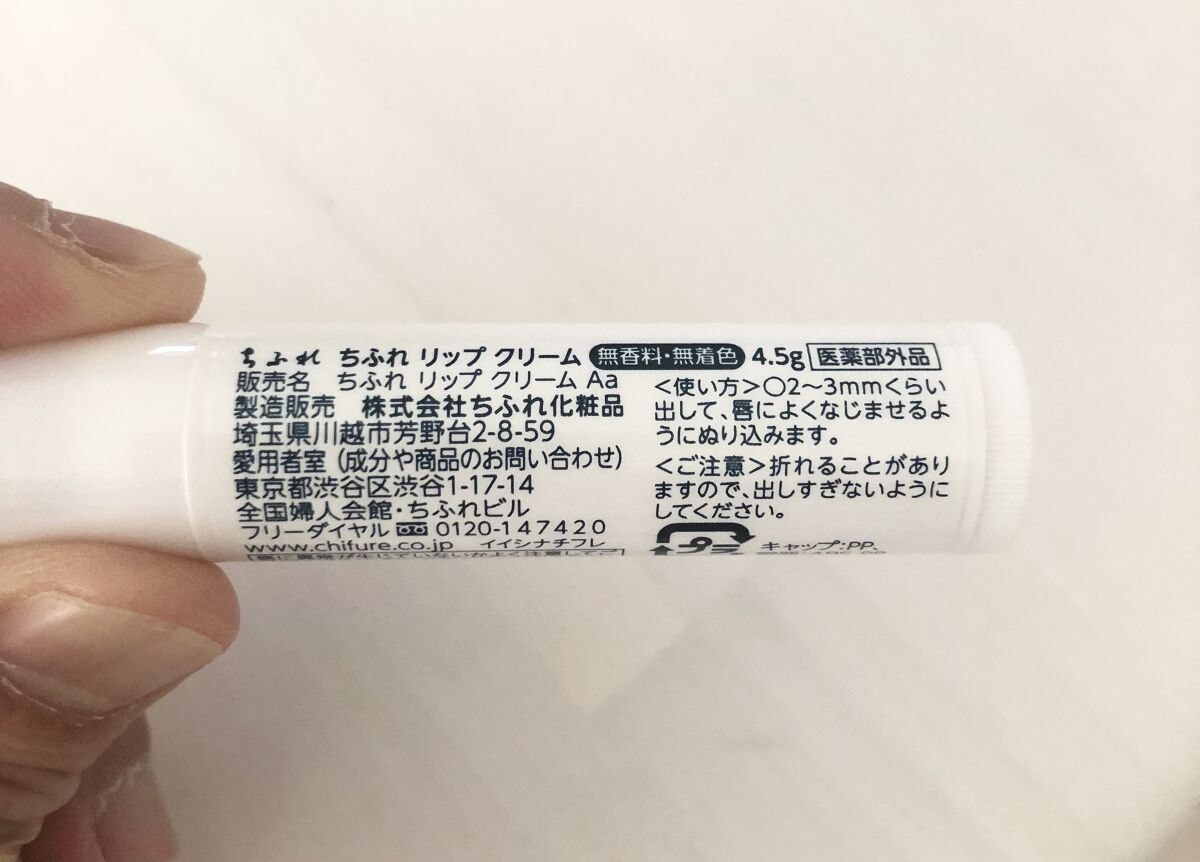 ちふれ ちふれ リップ クリーム 無香料・無着色 4.5g 医薬部外品
販売名 ちふれ リップ クリーム Aa
製造販売 株式会社ちふれ化粧品
埼玉県川越市芳野台2-8-59
愛用者室(成分や商品のお問い合わせ)
東京都渋谷区渋谷1-17-14
全国婦人会館・ちふれビル
フリーダイヤル 0120-147420
www.chifure.co.jp イイシナチフレ
<使い方>○2〜3mmくらい
出して、唇によくなじませるよ
うにぬり込みます。
<ご注意>折れることがあり
ますので、出しすぎないように
してください。
プラ キャップ:PP、